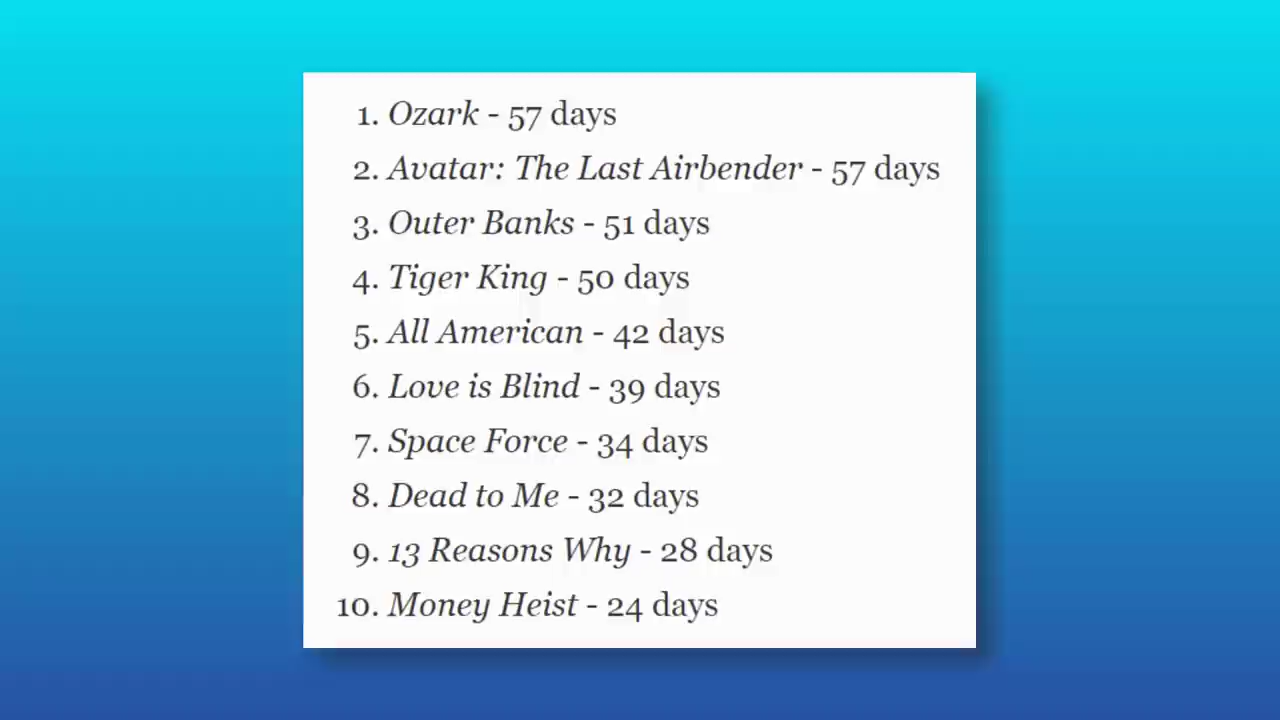 1. Ozark - 57 days
2. Avatar: The Last Airbender - 57 days
3. Outer Banks - 51 days
4. Tiger King - 50 days
5. All American - 42 days
6. Love is Blind - 39 days
7. Space Force - 34 days
8. Dead to Me - 32 days
9. 13 Reasons Why - 28 days
10. Money Heist - 24 days